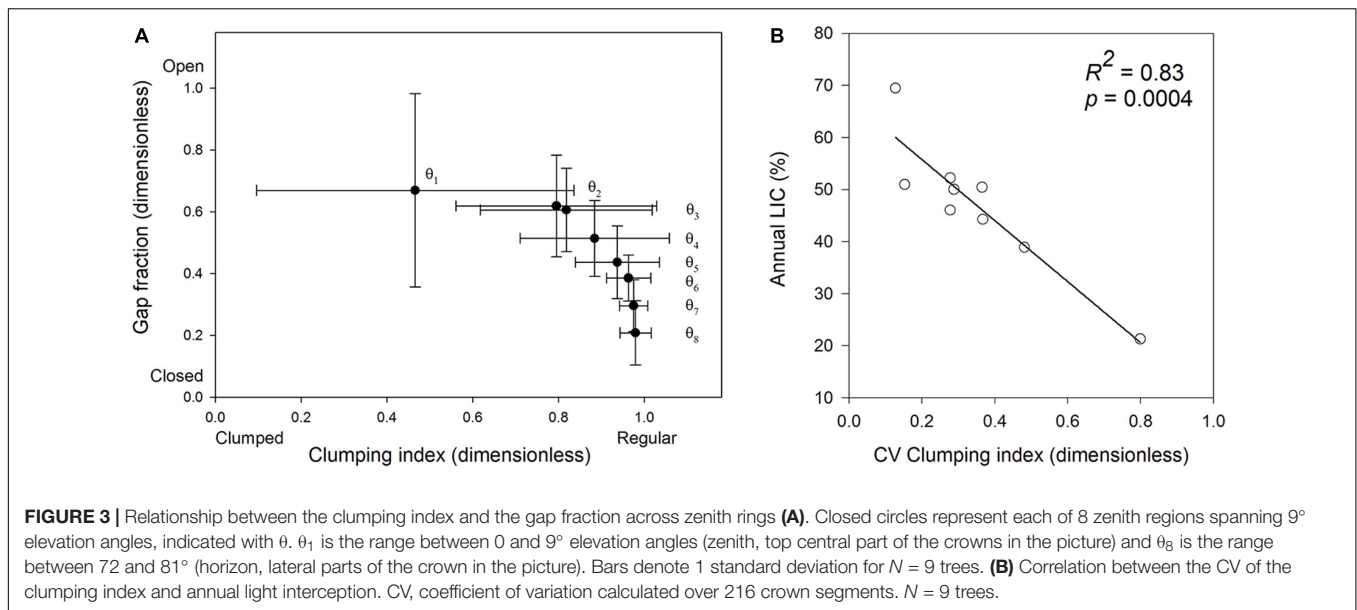 A
Open
1.0
0.8
0.6
0.4
0.2
Closed
0.0
Gap fraction (dimensionless)
θ1
θ2
θ3
θ4
θ5
θ6
θ7
θ8
0.0 0.2 0.4 0.6 0.8 1.0
Clumped Regular
Clumping index (dimensionless)
B
80
70
60
50
40
30
20
10
Annual LIC (%)
R² = 0.83
p = 0.0004
0.0 0.2 0.4 0.6 0.8 1.0
CV Clumping index (dimensionless)
FIGURE 3 | Relationship between the clumping index and the gap fraction across zenith rings (A). Closed circles represent each of 8 zenith regions spanning 9°
elevation angles, indicated with θ. θ1 is the range between 0 and 9° elevation angles (zenith, top central part of the crowns in the picture) and θ8 is the range
between 72 and 81° (horizon, lateral parts of the crown in the picture). Bars denote 1 standard deviation for N = 9 trees. (B) Correlation between the CV of the
clumping index and annual light interception. CV, coefficient of variation calculated over 216 crown segments. N = 9 trees.